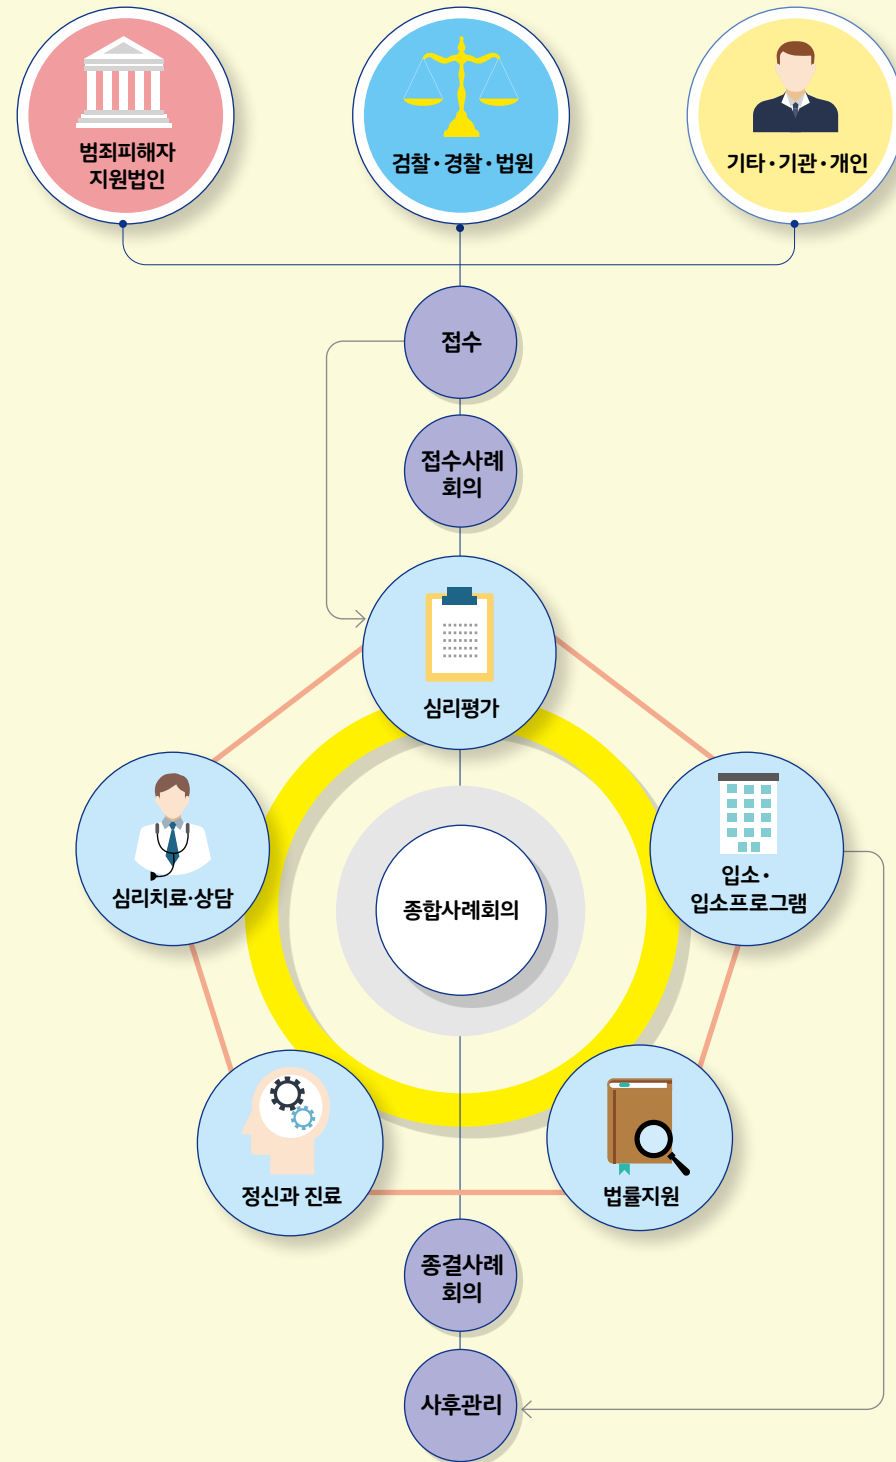 범죄피해자
지원법인
검찰・경찰・법원
기타・기관・개인
접수
접수사례
회의
심리평가
심리치료·상담
입소・
입소프로그램
종합사례회의
정신과 진료
법률지원
종결사례
회의
사후관리